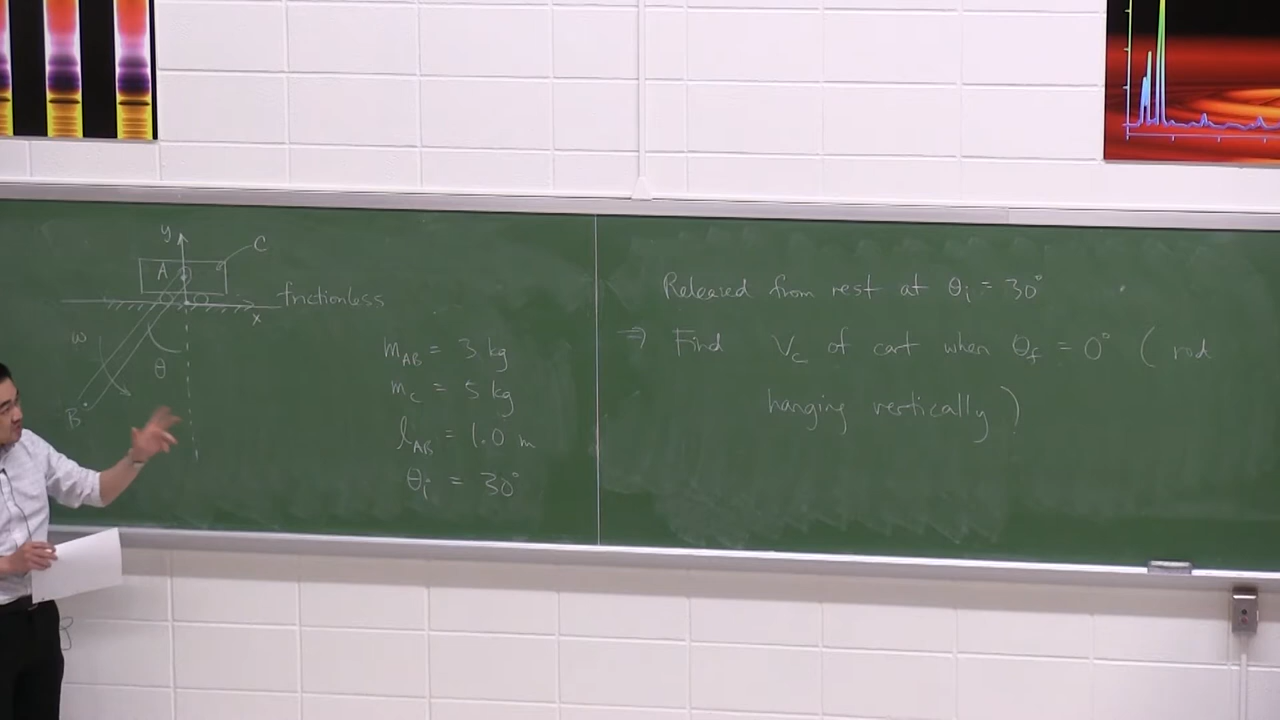 y
C
A
frictionless
x
ω
θ
B
m_AB = 3 kg
m_C = 5 kg
l_AB = 1.0 m
θ_i = 30°
Released from rest at θ_i = 30°
⇒ Find V_C of cart when θ_f = 0° (rod
hanging vertically)